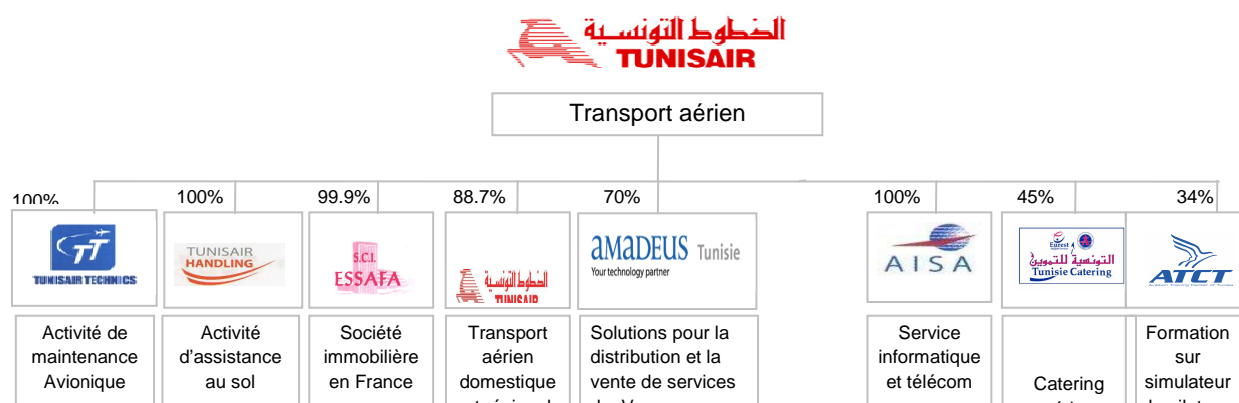 الخطوط التونسية
TUNISAIR
Transport aérien
100%
100%
99.9%
88.7%
70%
100%
45%
34%
TUNISAIR TECHNICS
TUNISAIR
HANDLING
S.C.I.
ESSAFA
الخطوط التونسية
TUNISAIR
amadeus Tunisie
Your technology partner
AISA
Eurest
التونسية للتموين
Tunisie Catering
ATCT
Activité de
maintenance
Avionique
Activité
d’assistance
au sol
Société
immobilière
en France
Transport
aérien
domestique
Solutions pour la
distribution et la
vente de services
Service
informatique
et télécom
Catering
Formation
sur
simulateur